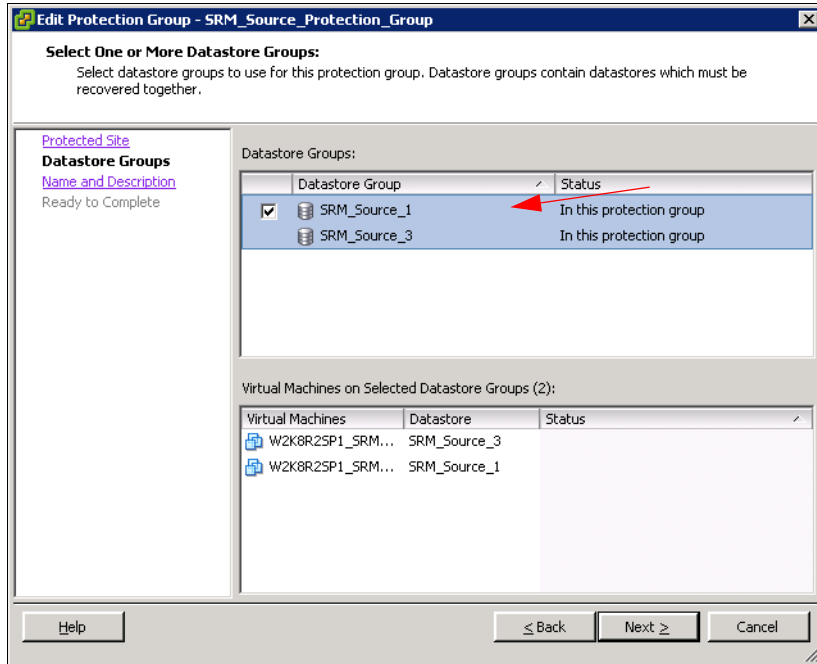 Edit Protection Group - SRM_Source_Protection_Group
Select One or More Datastore Groups:
Select datastore groups to use for this protection group. Datastore groups contain datastores which must be
recovered together.
Protected Site
Datastore Groups
Name and Description
Ready to Complete
Datastore Groups:
Datastore Group Status
SRM_Source_1 In this protection group
SRM_Source_3 In this protection group
Virtual Machines on Selected Datastore Groups (2):
Virtual Machines Datastore Status
W2K8R2SP1_SRM... SRM_Source_3
W2K8R2SP1_SRM... SRM_Source_1
Help ≤ Back Next ≥ Cancel